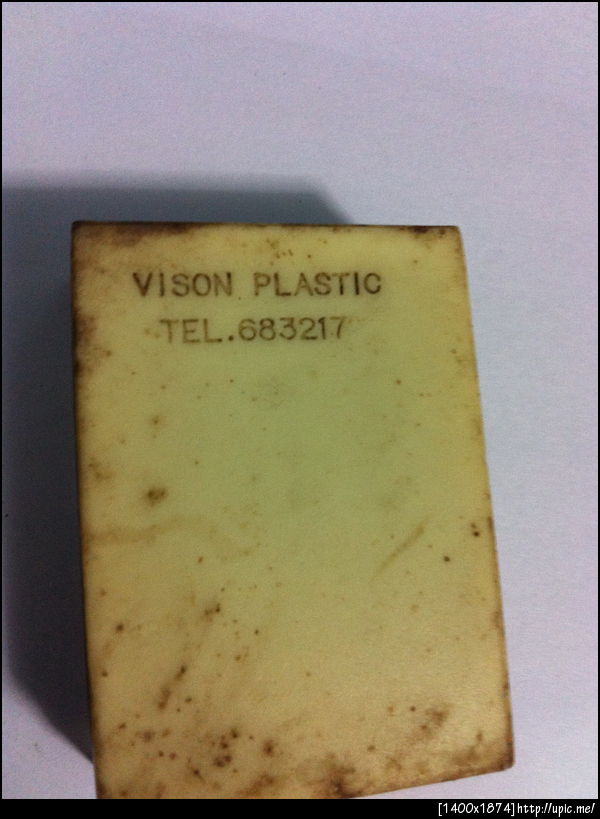 VISON PLASTIC
TEL.683217
[1400x1874]http://upic.me/